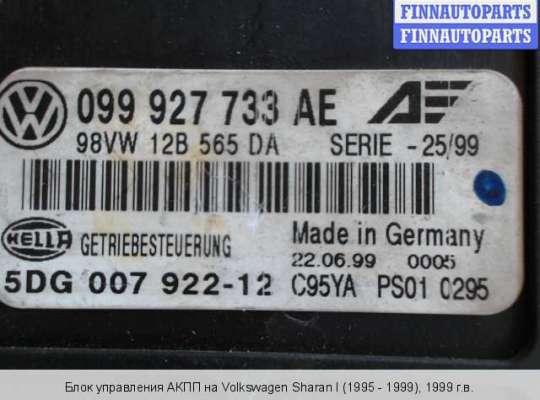 FINNAUTOPARTS
FINNAUTOPARTS
099 927 733 AE
98VW 12B 565 DA SERIE - 25/99
HELLA GETRIEBESTEUERUNG Made in Germany
22.06.99 0005
5DG 007 922-12 C95YA PS01 0295
Блок управления АКПП на Volkswagen Sharan I (1995 - 1999), 1999 г.в.